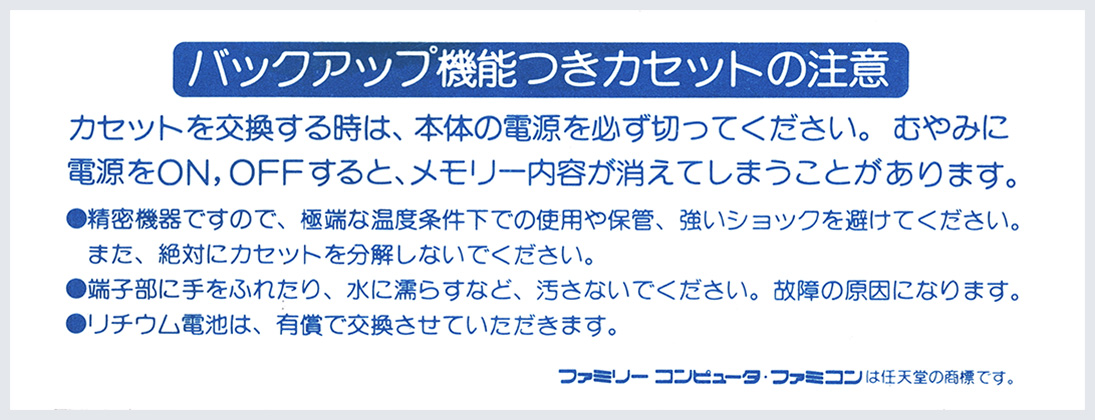 バックアップ機能つきカセットの注意
カセットを交換する時は、本体の電源を必ず切ってください。むやみに
電源をON,OFFすると、メモリー内容が消えてしまうことがあります。
●精密機器ですので、極端な温度条件下での使用や保管、強いショックを避けてください。
また、絶対にカセットを分解しないでください。
●端子部に手をふれたり、水に濡らすなど、汚さないでください。故障の原因になります。
●リチウム電池は、有償で交換させていただきます。
ファミリー コンピュータ・ファミコンは任天堂の商標です。